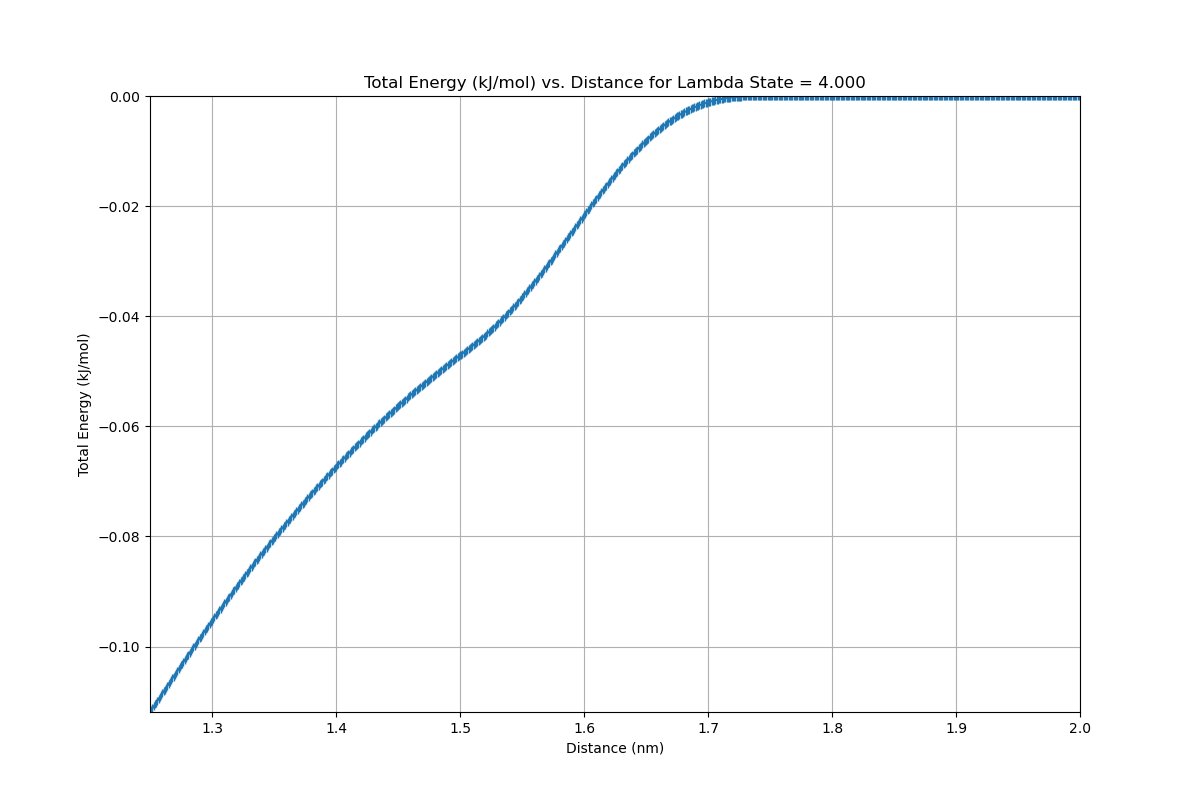 Total Energy (kJ/mol) vs. Distance for Lambda State = 4.000
0.00
−0.02
−0.04
−0.06
−0.08
−0.10
Total Energy (kJ/mol)
1.3 1.4 1.5 1.6 1.7 1.8 1.9 2.0
Distance (nm)